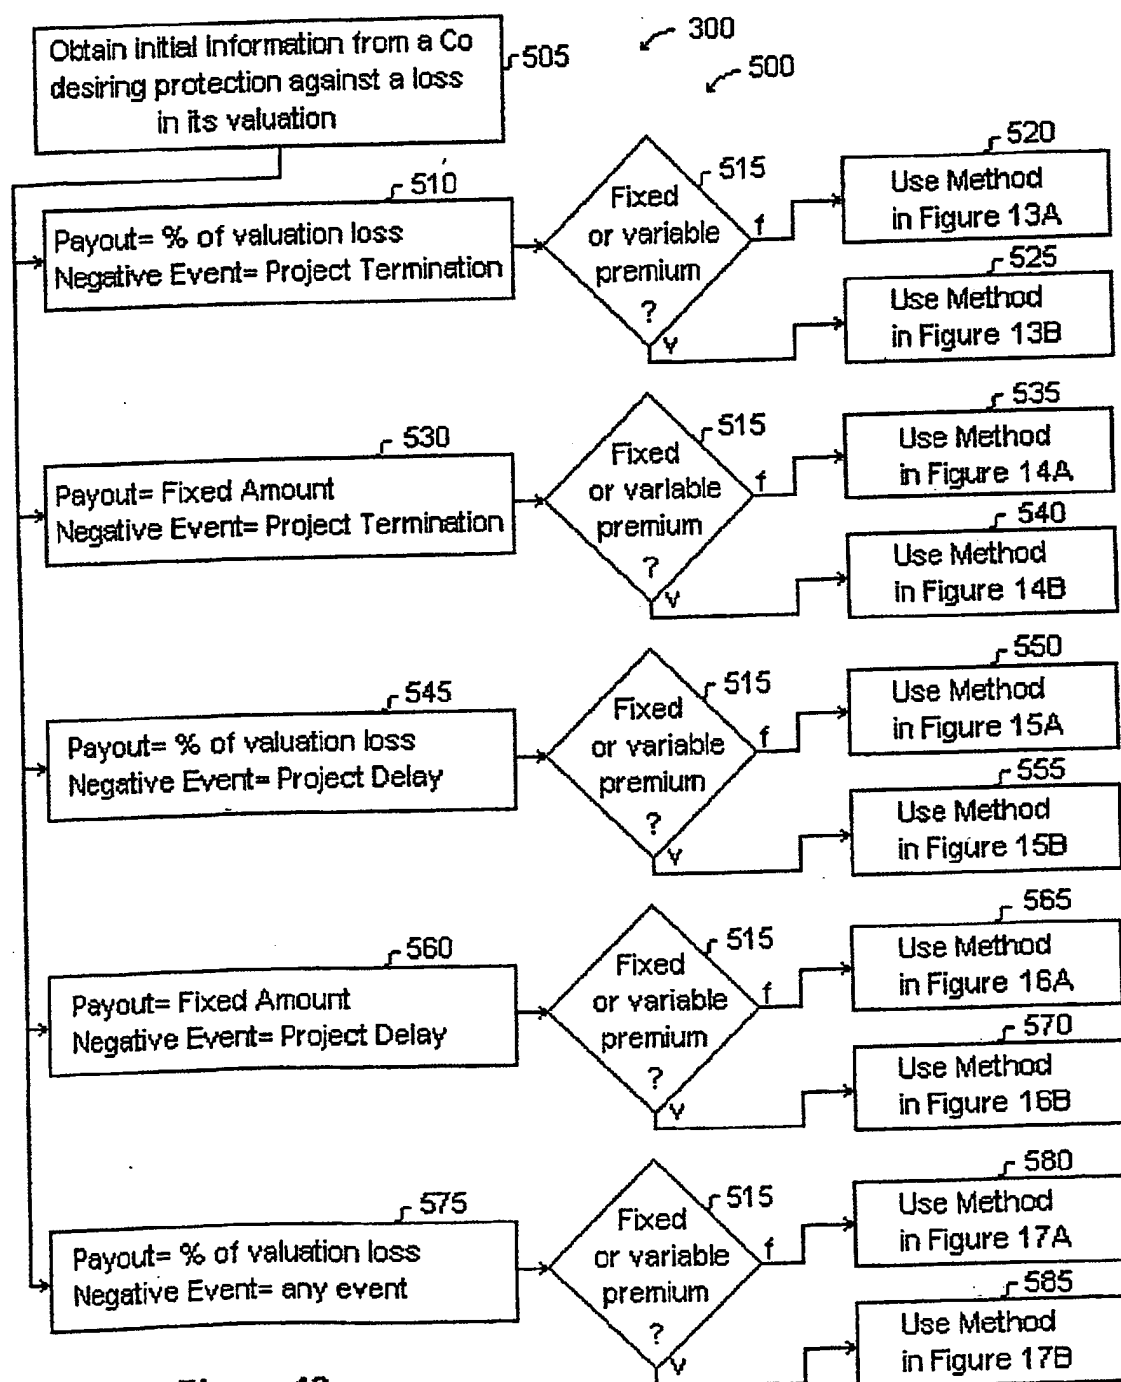 Obtain initial information from a Co
desiring protection against a loss
in its valuation
505
300
500
510
Payout= % of valuation loss
Negative Event= Project Termination
515
Fixed
or variable
premium
?
f
v
520
Use Method
in Figure 13A
525
Use Method
in Figure 13B
530
Payout= Fixed Amount
Negative Event= Project Termination
515
Fixed
or variable
premium
?
f
v
535
Use Method
in Figure 14A
540
Use Method
in Figure 14B
545
Payout= % of valuation loss
Negative Event= Project Delay
515
Fixed
or variable
premium
?
f
v
550
Use Method
in Figure 15A
555
Use Method
in Figure 15B
560
Payout= Fixed Amount
Negative Event= Project Delay
515
Fixed
or variable
premium
?
f
v
565
Use Method
in Figure 16A
570
Use Method
in Figure 16B
575
Payout= % of valuation loss
Negative Event= any event
515
Fixed
or variable
premium
?
f
v
580
Use Method
in Figure 17A
585
Use Method
in Figure 17B
Figure